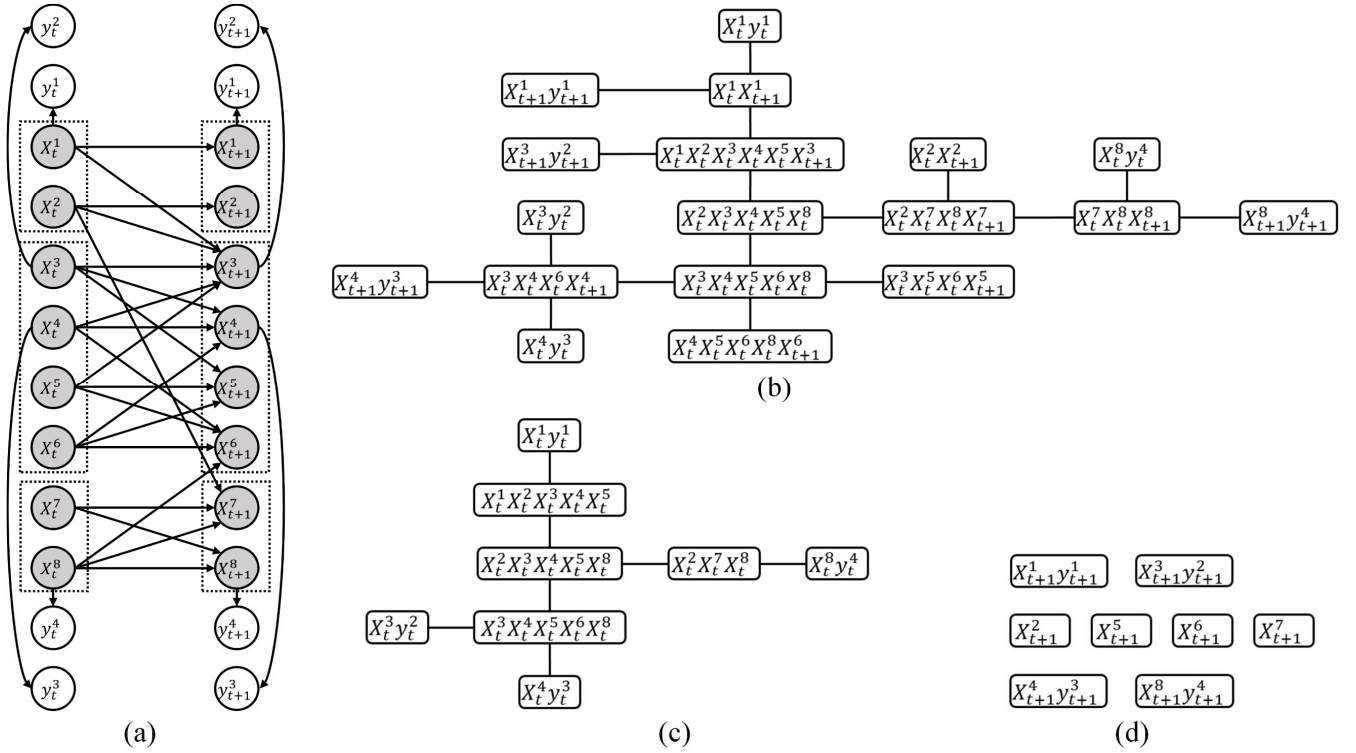 y_t^2 y_{t+1}^2
y_t^1 y_{t+1}^1
X_t^1 X_{t+1}^1
X_t^2 X_{t+1}^2
X_t^3 X_{t+1}^3
X_t^4 X_{t+1}^4
X_t^5 X_{t+1}^5
X_t^6 X_{t+1}^6
X_t^7 X_{t+1}^7
X_t^8 X_{t+1}^8
y_t^4 y_{t+1}^4
y_t^3 y_{t+1}^3
(a)
X_t^1 y_t^1
X_{t+1}^1 y_{t+1}^1
X_t^1 X_{t+1}^1
X_{t+1}^3 y_{t+1}^2
X_t^1 X_t^2 X_t^3 X_t^4 X_t^5 X_{t+1}^3
X_t^2 X_{t+1}^2
X_t^8 y_t^4
X_t^3 y_t^2
X_t^2 X_t^3 X_t^4 X_t^5 X_t^8
X_t^2 X_t^7 X_t^8 X_{t+1}^7
X_t^7 X_t^8 X_{t+1}^8
X_{t+1}^8 y_{t+1}^4
X_{t+1}^4 y_{t+1}^3
X_t^3 X_t^4 X_t^6 X_{t+1}^4
X_t^3 X_t^4 X_t^5 X_t^6 X_t^8
X_t^3 X_t^5 X_t^6 X_{t+1}^5
X_t^4 y_t^3
X_t^4 X_t^5 X_t^6 X_t^8 X_{t+1}^6
(b)
X_t^1 y_t^1
X_t^1 X_t^2 X_t^3 X_t^4 X_t^5
X_t^2 X_t^3 X_t^4 X_t^5 X_t^8
X_t^2 X_t^7 X_t^8
X_t^8 y_t^4
X_t^3 y_t^2
X_t^3 X_t^4 X_t^5 X_t^6 X_t^8
X_t^4 y_t^3
(c)
X_{t+1}^1 y_{t+1}^1
X_{t+1}^3 y_{t+1}^2
X_{t+1}^2
X_{t+1}^5
X_{t+1}^6
X_{t+1}^7
X_{t+1}^4 y_{t+1}^3
X_{t+1}^8 y_{t+1}^4
(d)